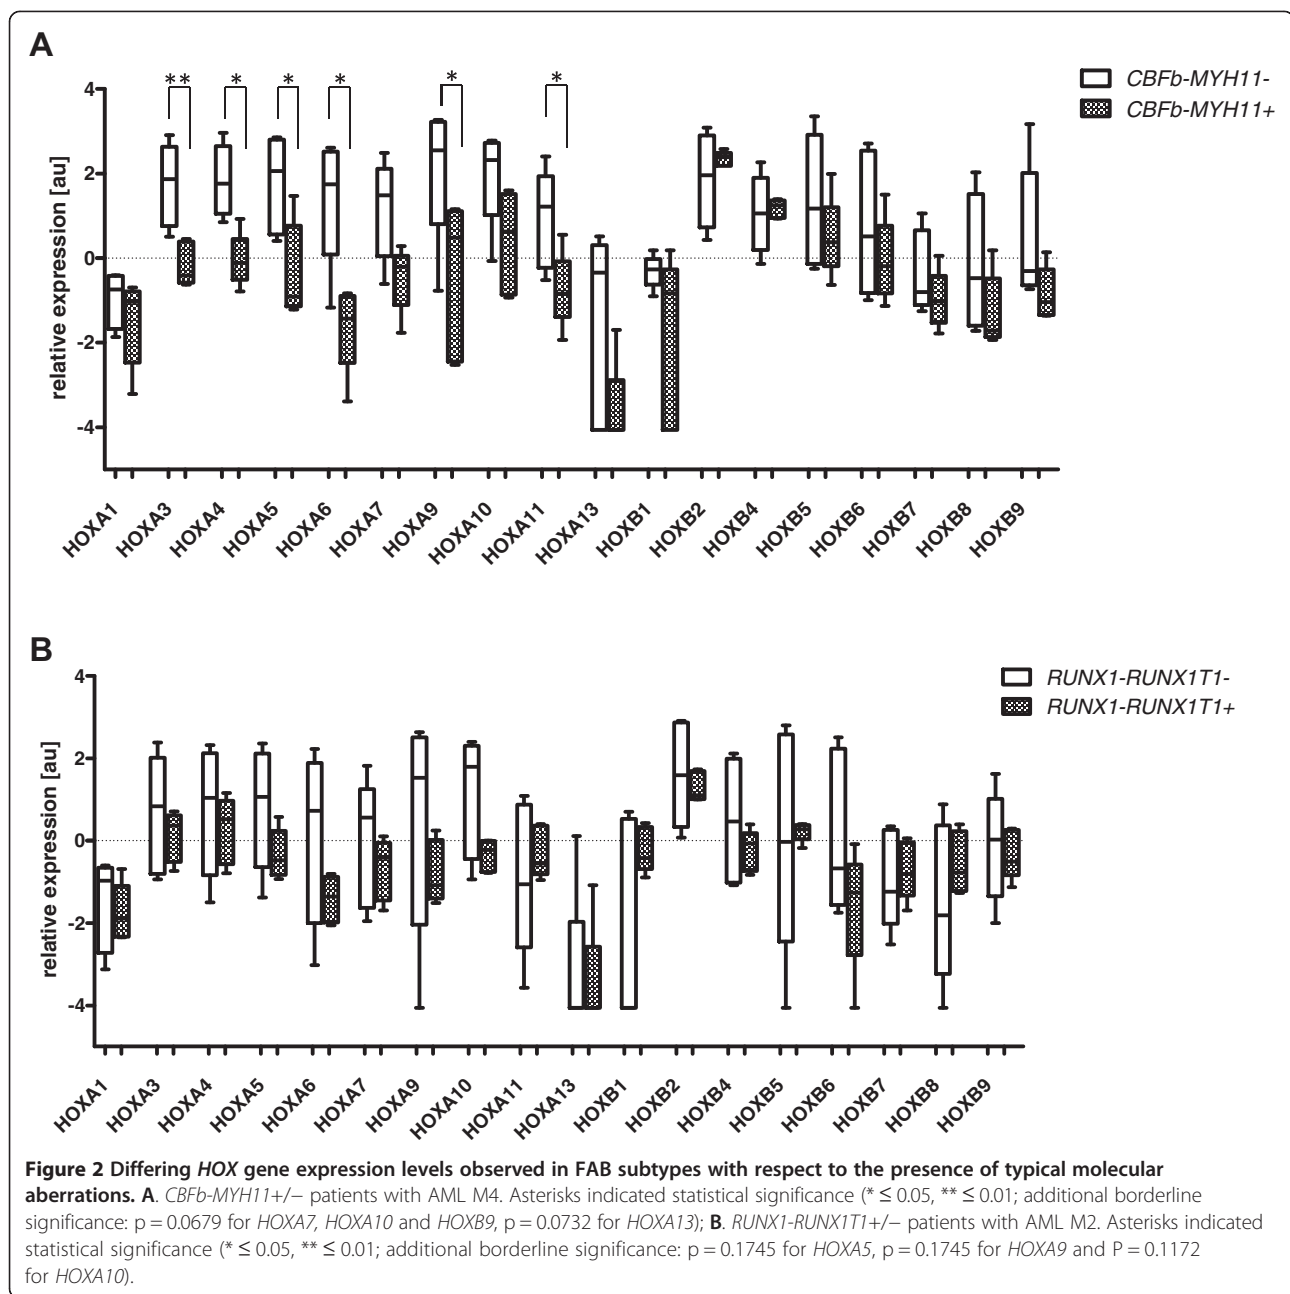 A
** * * * * *
CBFb-MYH11-
CBFb-MYH11+
4
2
0
-2
-4
relative expression [au]
HOXA1 HOXA3 HOXA4 HOXA5 HOXA6 HOXA7 HOXA9 HOXA10 HOXA11 HOXA13 HOXB1 HOXB2 HOXB4 HOXB5 HOXB6 HOXB7 HOXB8 HOXB9
B
RUNX1-RUNX1T1-
RUNX1-RUNX1T1+
4
2
0
-2
-4
relative expression [au]
HOXA1 HOXA3 HOXA4 HOXA5 HOXA6 HOXA7 HOXA9 HOXA10 HOXA11 HOXA13 HOXB1 HOXB2 HOXB4 HOXB5 HOXB6 HOXB7 HOXB8 HOXB9
Figure 2 Differing HOX gene expression levels observed in FAB subtypes with respect to the presence of typical molecular
aberrations. A. CBFb-MYH11+/− patients with AML M4. Asterisks indicated statistical significance (* ≤ 0.05, ** ≤ 0.01; additional borderline
significance: p = 0.0679 for HOXA7, HOXA10 and HOXB9, p = 0.0732 for HOXA13); B. RUNX1-RUNX1T1+/− patients with AML M2. Asterisks indicated
statistical significance (* ≤ 0.05, ** ≤ 0.01; additional borderline significance: p = 0.1745 for HOXA5, p = 0.1745 for HOXA9 and P = 0.1172
for HOXA10).